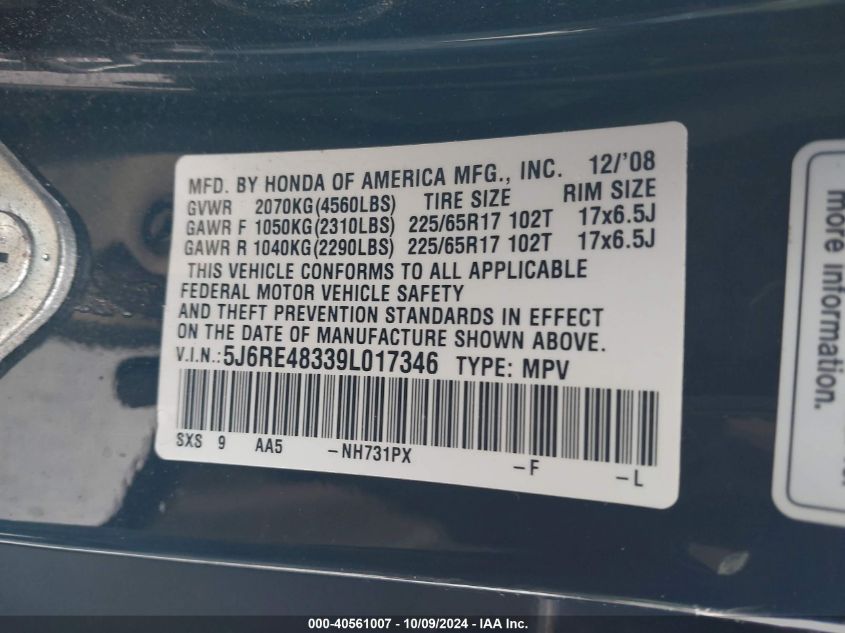 MFD. BY HONDA OF AMERICA MFG., INC. 12/'08
GVWR 2070KG(4560LBS) TIRE SIZE RIM SIZE
GAWR F 1050KG(2310LBS) 225/65R17 102T 17x6.5J
GAWR R 1040KG(2290LBS) 225/65R17 102T 17x6.5J
THIS VEHICLE CONFORMS TO ALL APPLICABLE
FEDERAL MOTOR VEHICLE SAFETY
AND THEFT PREVENTION STANDARDS IN EFFECT
ON THE DATE OF MANUFACTURE SHOWN ABOVE.
V.I.N.: 5J6RE48339L017346 TYPE: MPV
SXS 9 AA5 -NH731PX -F -L
more information.
000-40561007 - 10/09/2024 - IAA Inc.